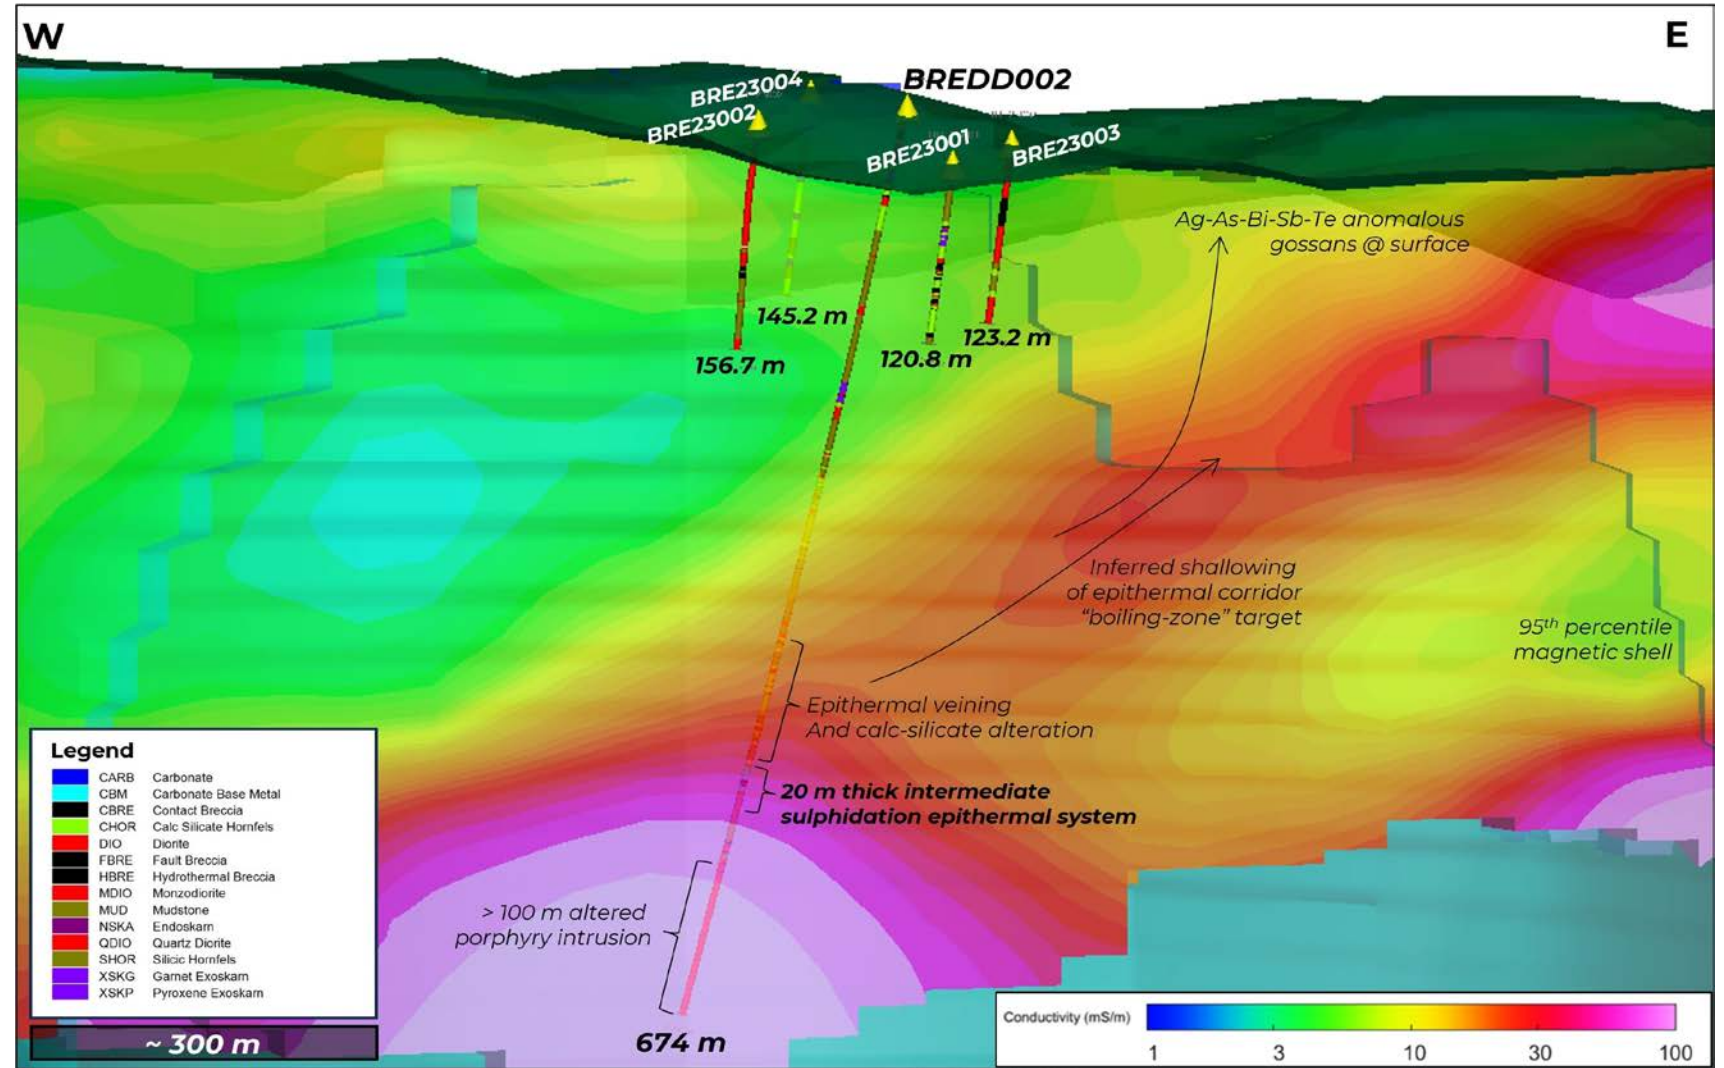 W
E
BREDD002
BRE23004
BRE23002
BRE23001
BRE23003
Ag-As-Bi-Sb-Te anomalous
gossans @ surface
145.2 m
156.7 m
120.8 m
123.2 m
Inferred shallowing
of epithermal corridor
“boiling-zone” target
95th percentile
magnetic shell
Epithermal veining
And calc-silicate alteration
20 m thick intermediate
sulphidation epithermal system
> 100 m altered
porphyry intrusion
674 m
Legend
CARB Carbonate
CBM Carbonate Base Metal
CBRE Contact Breccia
CHOR Calc Silicate Hornfels
DIO Diorite
FBRE Fault Breccia
HBRE Hydrothermal Breccia
MDIO Monzodiorite
MUD Mudstone
NSKA Endoskarn
QDIO Quartz Diorite
SHOR Silicic Hornfels
XSKG Garnet Exoskarn
XSKP Pyroxene Exoskarn
~ 300 m
Conductivity (mS/m)
1 3 10 30 100